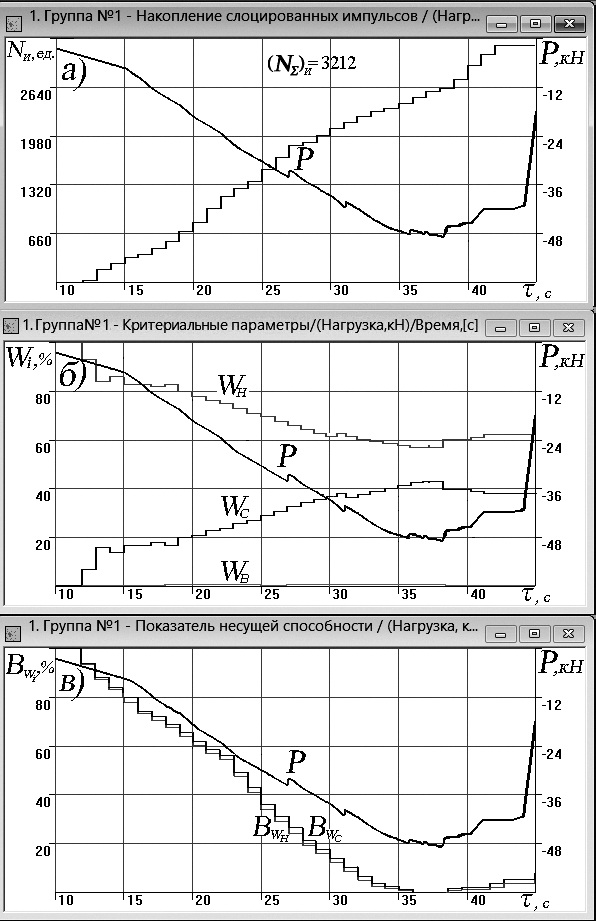 1. Группа №1 - Накопление слоцированных импульсов / (Нагр...
Nи, ед.
а)
(NΣ)и = 3212
P,кН
2640
-12
1980
-24
P
1320
-36
660
-48
10 15 20 25 30 35 40 τ, с
1. Группа№1 - Критериальные параметры/(Нагрузка,кН)/Время,[с]
Wi,%
б)
P,кН
WН
80
-12
60
-24
P
40
-36
WС
20
-48
WВ
10 15 20 25 30 35 40 τ, с
1. Группа №1 - Показатель несущей способности / (Нагрузка, к...
BWi,%
в)
P,кН
80
-12
60
-24
P
40
-36
BWН BWС
20
-48
10 15 20 25 30 35 40 τ, с